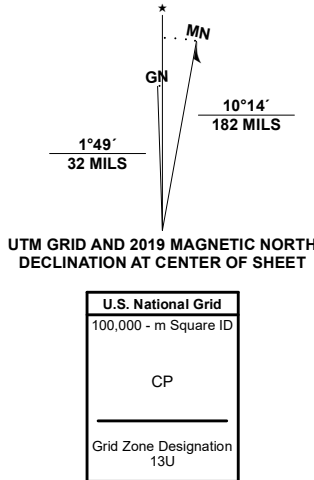 ★
MN
GN
1°49´
32 MILS
10°14´
182 MILS
UTM GRID AND 2019 MAGNETIC NORTH
DECLINATION AT CENTER OF SHEET
U.S. National Grid
100,000 - m Square ID
CP
Grid Zone Designation
13U